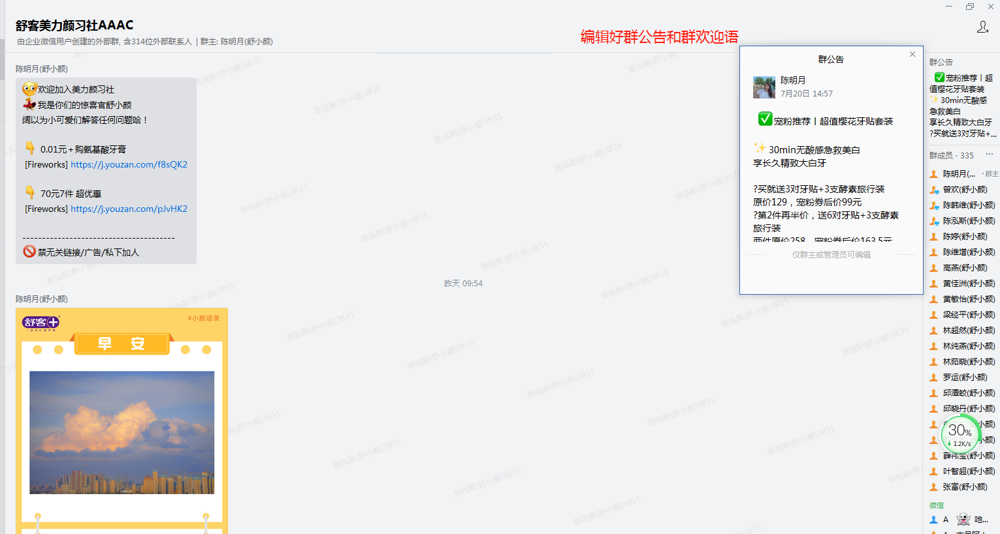 舒客美力颜习社AAAC
由企业微信用户创建的外部群, 含314位外部联系人 | 群主: 陈明月(舒小颜)
编辑好群公告和群欢迎语
陈明月(舒小颜)
欢迎加入美力颜习社
我是你们的惊喜官舒小颜
阔以为小可爱们解答任何问题哈！
0.01元＋购氨基酸牙膏
[Fireworks] https://j.youzan.com/f8sQK2
70元7件 超优惠
[Fireworks] https://j.youzan.com/pJvHK2
-------------------------------------
禁无关链接/广告/私下加人
昨天 09:54
陈明月(舒小颜)
舒客
#小颜语录
早 安
群公告
陈明月
7月20日 14:57
宠粉推荐丨超值樱花牙贴套装
30min无酸感急救美白
享长久精致大白牙
?买就送3对牙贴+3支酵素旅行装
原价129，宠粉券后价99元
?第2件再半价，送6对牙贴+3支酵素
旅行装
两件原价258，宠粉券后价163.5元
仅群主或管理员可编辑
群公告
宠粉推荐丨超
值樱花牙贴套装
30min无酸感
急救美白
享长久精致大白牙
?买就送3对牙贴+...
群成员 · 335
陈明月(... · 群主
曾欢(舒小颜)
陈韩维(舒小颜)
陈泓斯(舒小颜)
陈婷(舒小颜)
陈维增(舒小颜)
高燕(舒小颜)
黄佳洲(舒小颜)
黄敏怡(舒小颜)
梁经平(舒小颜)
林超然(舒小颜)
林纯燕(舒小颜)
林茹晓(舒小颜)
罗运(舒小颜)
邱潭蛟(舒小颜)
邱晓丹(舒小颜)
小颜)
小颜)
30%
1.2K/s
(舒小颜)
叶智超(舒小颜)
张富(舒小颜)
微信
A 吔...
陈泓斯(舒小颜)3835